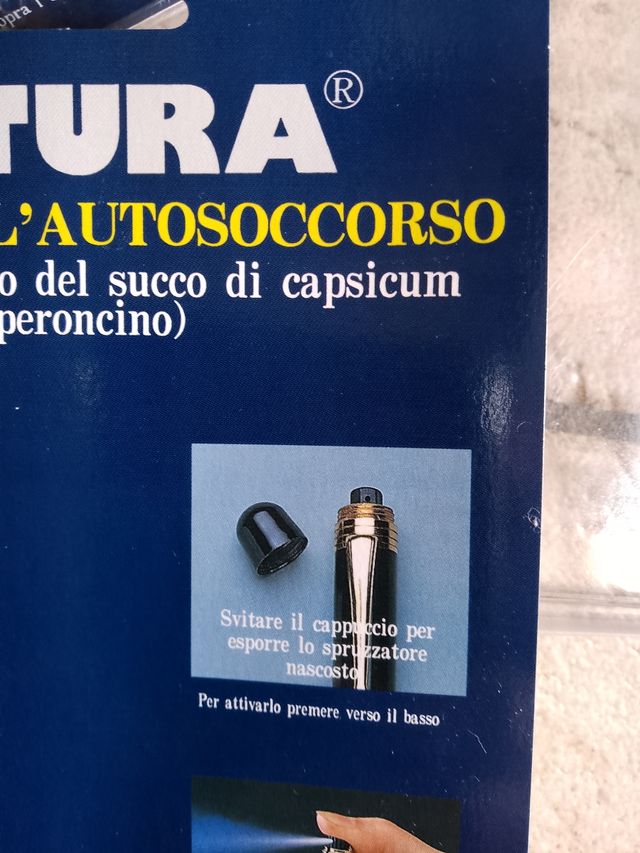 opra l'
TURA®
L'AUTOSOCCORSO
o del succo di capsicum
peroncino)
Svitare il cappuccio per
esporre lo spruzzatore
nascosto
Per attivarlo premere verso il basso